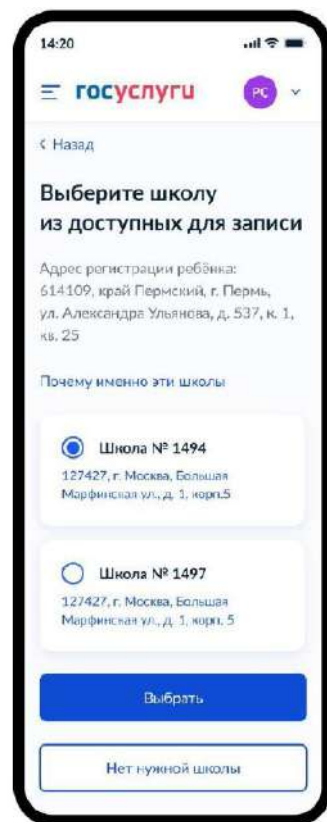 14:20
госуслуги
РС
Назад
Выберите школу
из доступных для записи
Адрес регистрации ребёнка:
614109, край Пермский, г. Пермь,
ул. Александра Ульянова, д. 537, к. 1,
кв. 25
Почему именно эти школы
Школа № 1494
127427, г. Москва, Большая
Марфинская ул., д. 1, корп.5
Школа № 1497
127427, г. Москва, Большая
Марфинская ул., д. 1, корп. 5
Выбрать
Нет нужной школы